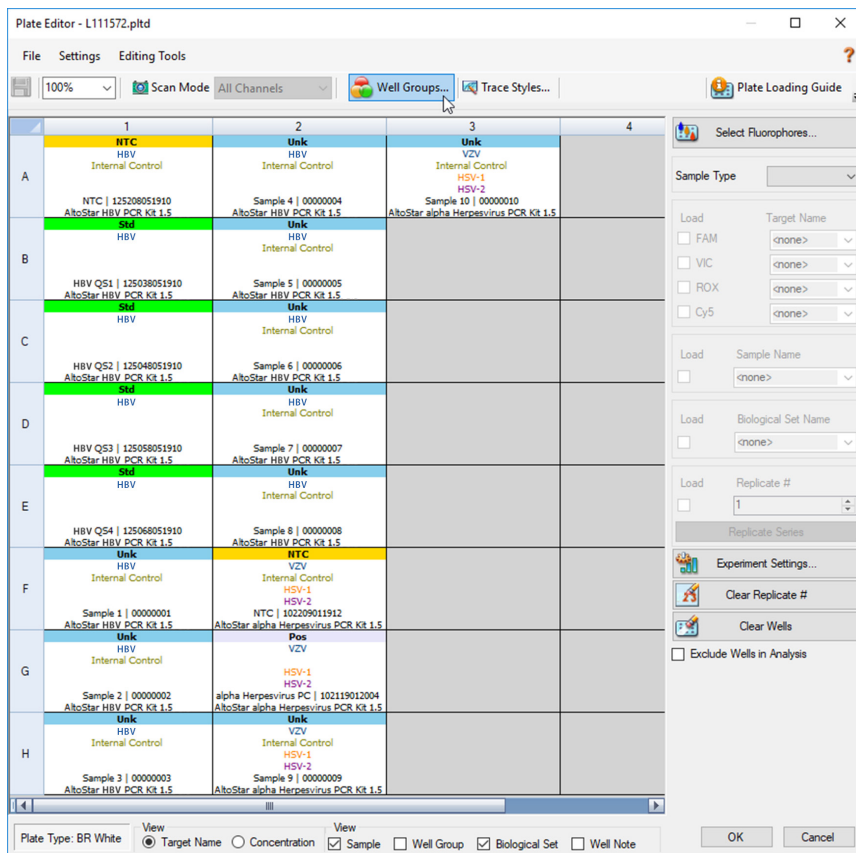 Plate Editor - L111572.pltd
File Settings Editing Tools ?
100% Scan Mode All Channels Well Groups... Trace Styles... Plate Loading Guide
1 2 3 4
A
NTC
HBV
Internal Control
NTC | 125208051910
AltoStar HBV PCR Kit 1.5
Unk
HBV
Internal Control
Sample 4 | 00000004
AltoStar HBV PCR Kit 1.5
Unk
VZV
Internal Control
HSV-1
HSV-2
Sample 10 | 00000010
AltoStar alpha Herpesvirus PCR Kit 1.5
B
Std
HBV
HBV QS1 | 125038051910
AltoStar HBV PCR Kit 1.5
Unk
HBV
Internal Control
Sample 5 | 00000005
AltoStar HBV PCR Kit 1.5
C
Std
HBV
HBV QS2 | 125048051910
AltoStar HBV PCR Kit 1.5
Unk
HBV
Internal Control
Sample 6 | 00000006
AltoStar HBV PCR Kit 1.5
D
Std
HBV
HBV QS3 | 125058051910
AltoStar HBV PCR Kit 1.5
Unk
HBV
Internal Control
Sample 7 | 00000007
AltoStar HBV PCR Kit 1.5
E
Std
HBV
HBV QS4 | 125068051910
AltoStar HBV PCR Kit 1.5
Unk
HBV
Internal Control
Sample 8 | 00000008
AltoStar HBV PCR Kit 1.5
F
Unk
HBV
Internal Control
Sample 1 | 00000001
AltoStar HBV PCR Kit 1.5
NTC
VZV
Internal Control
HSV-1
HSV-2
NTC | 102209011912
AltoStar alpha Herpesvirus PCR Kit 1.5
G
Unk
HBV
Internal Control
Sample 2 | 00000002
AltoStar HBV PCR Kit 1.5
Pos
VZV
HSV-1
HSV-2
alpha Herpesvirus PC | 102119012004
AltoStar alpha Herpesvirus PCR Kit 1.5
H
Unk
HBV
Internal Control
Sample 3 | 00000003
AltoStar HBV PCR Kit 1.5
Unk
VZV
Internal Control
HSV-1
HSV-2
Sample 9 | 00000009
AltoStar alpha Herpesvirus PCR Kit 1.5
Select Fluorophores...
Sample Type
Load Target Name
FAM <none>
VIC <none>
ROX <none>
Cy5 <none>
Load Sample Name
<none>
Load Biological Set Name
<none>
Load Replicate #
1
Replicate Series
Experiment Settings...
Clear Replicate #
Clear Wells
Exclude Wells in Analysis
Plate Type: BR White
View
Target Name Concentration
View
Sample Well Group Biological Set Well Note
OK Cancel